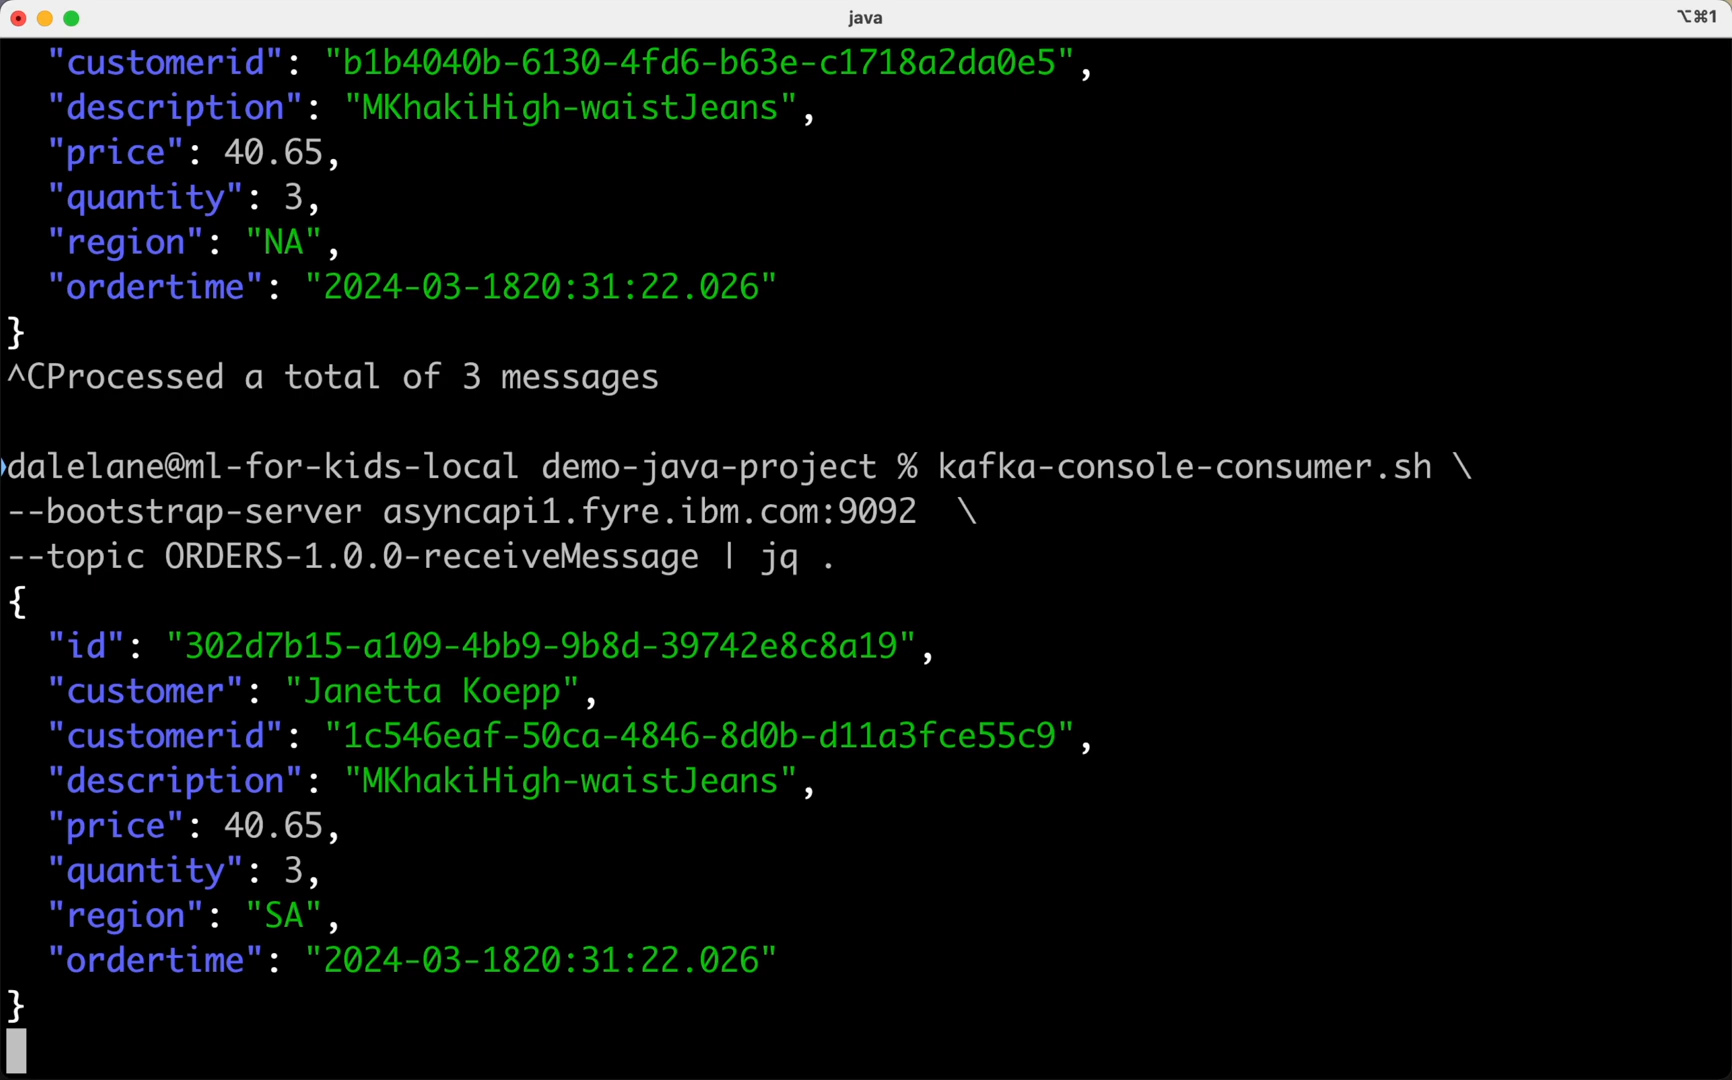 java
⌥⌘1
"customerid": "b1b4040b-6130-4fd6-b63e-c1718a2da0e5",
"description": "MKhakiHigh-waistJeans",
"price": 40.65,
"quantity": 3,
"region": "NA",
"ordertime": "2024-03-1820:31:22.026"
}
^CProcessed a total of 3 messages
dalelane@ml-for-kids-local demo-java-project % kafka-console-consumer.sh \
--bootstrap-server asyncapi1.fyre.ibm.com:9092  \
--topic ORDERS-1.0.0-receiveMessage | jq .
{
"id": "302d7b15-a109-4bb9-9b8d-39742e8c8a19",
"customer": "Janetta Koepp",
"customerid": "1c546eaf-50ca-4846-8d0b-d11a3fce55c9",
"description": "MKhakiHigh-waistJeans",
"price": 40.65,
"quantity": 3,
"region": "SA",
"ordertime": "2024-03-1820:31:22.026"
}